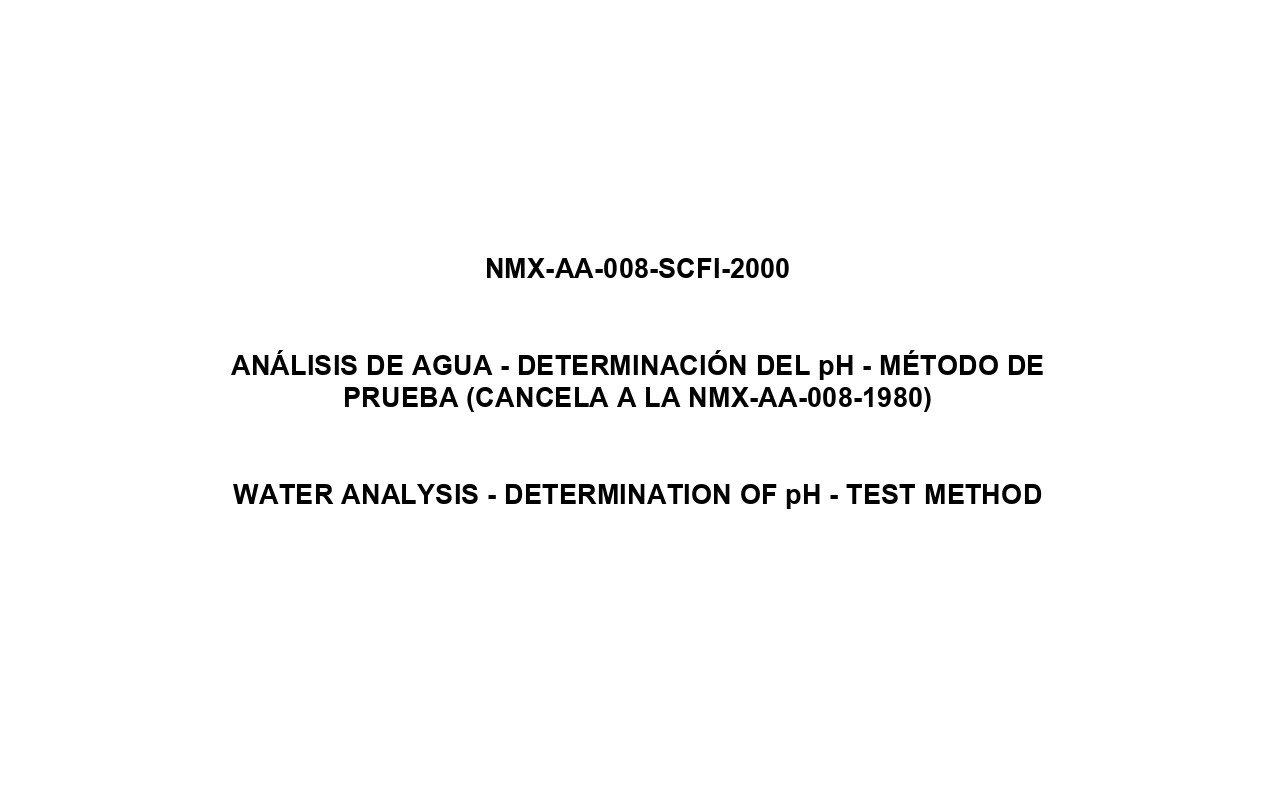 NMX-AA-008-SCFI-2000
ANÁLISIS DE AGUA - DETERMINACIÓN DEL pH - MÉTODO DE
PRUEBA (CANCELA A LA NMX-AA-008-1980)
WATER ANALYSIS - DETERMINATION OF pH - TEST METHOD